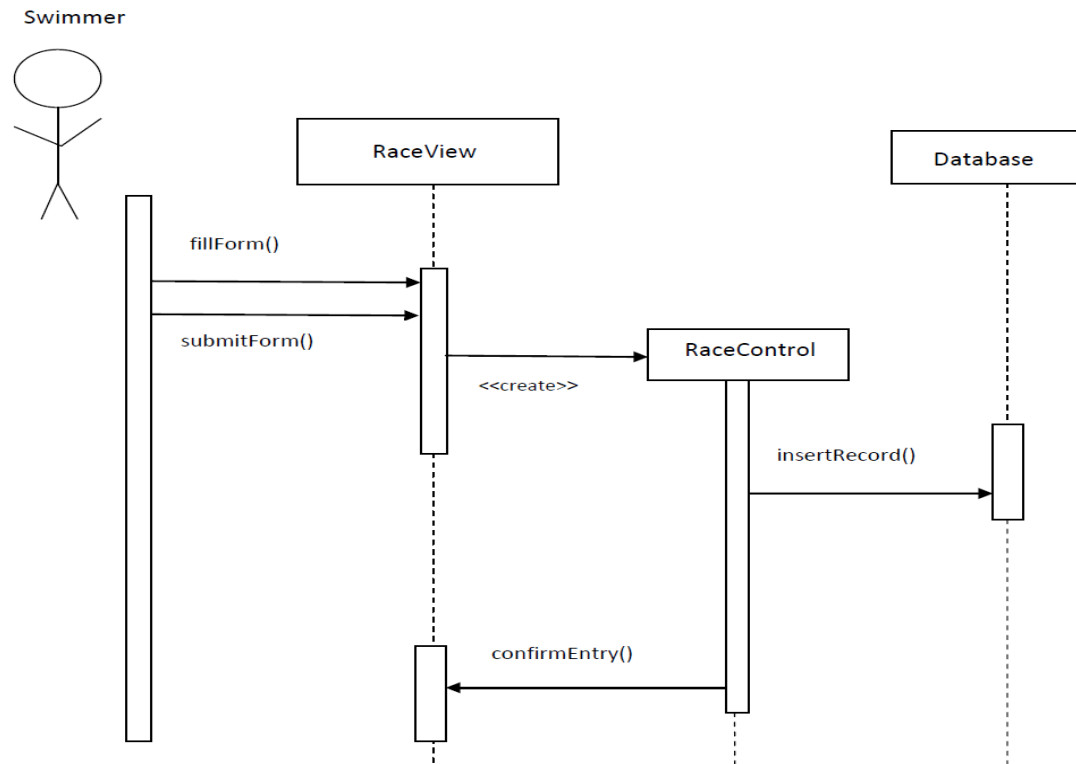 Swimmer
RaceView
Database
fillForm()
submitForm()
RaceControl
<<create>>
insertRecord()
confirmEntry()